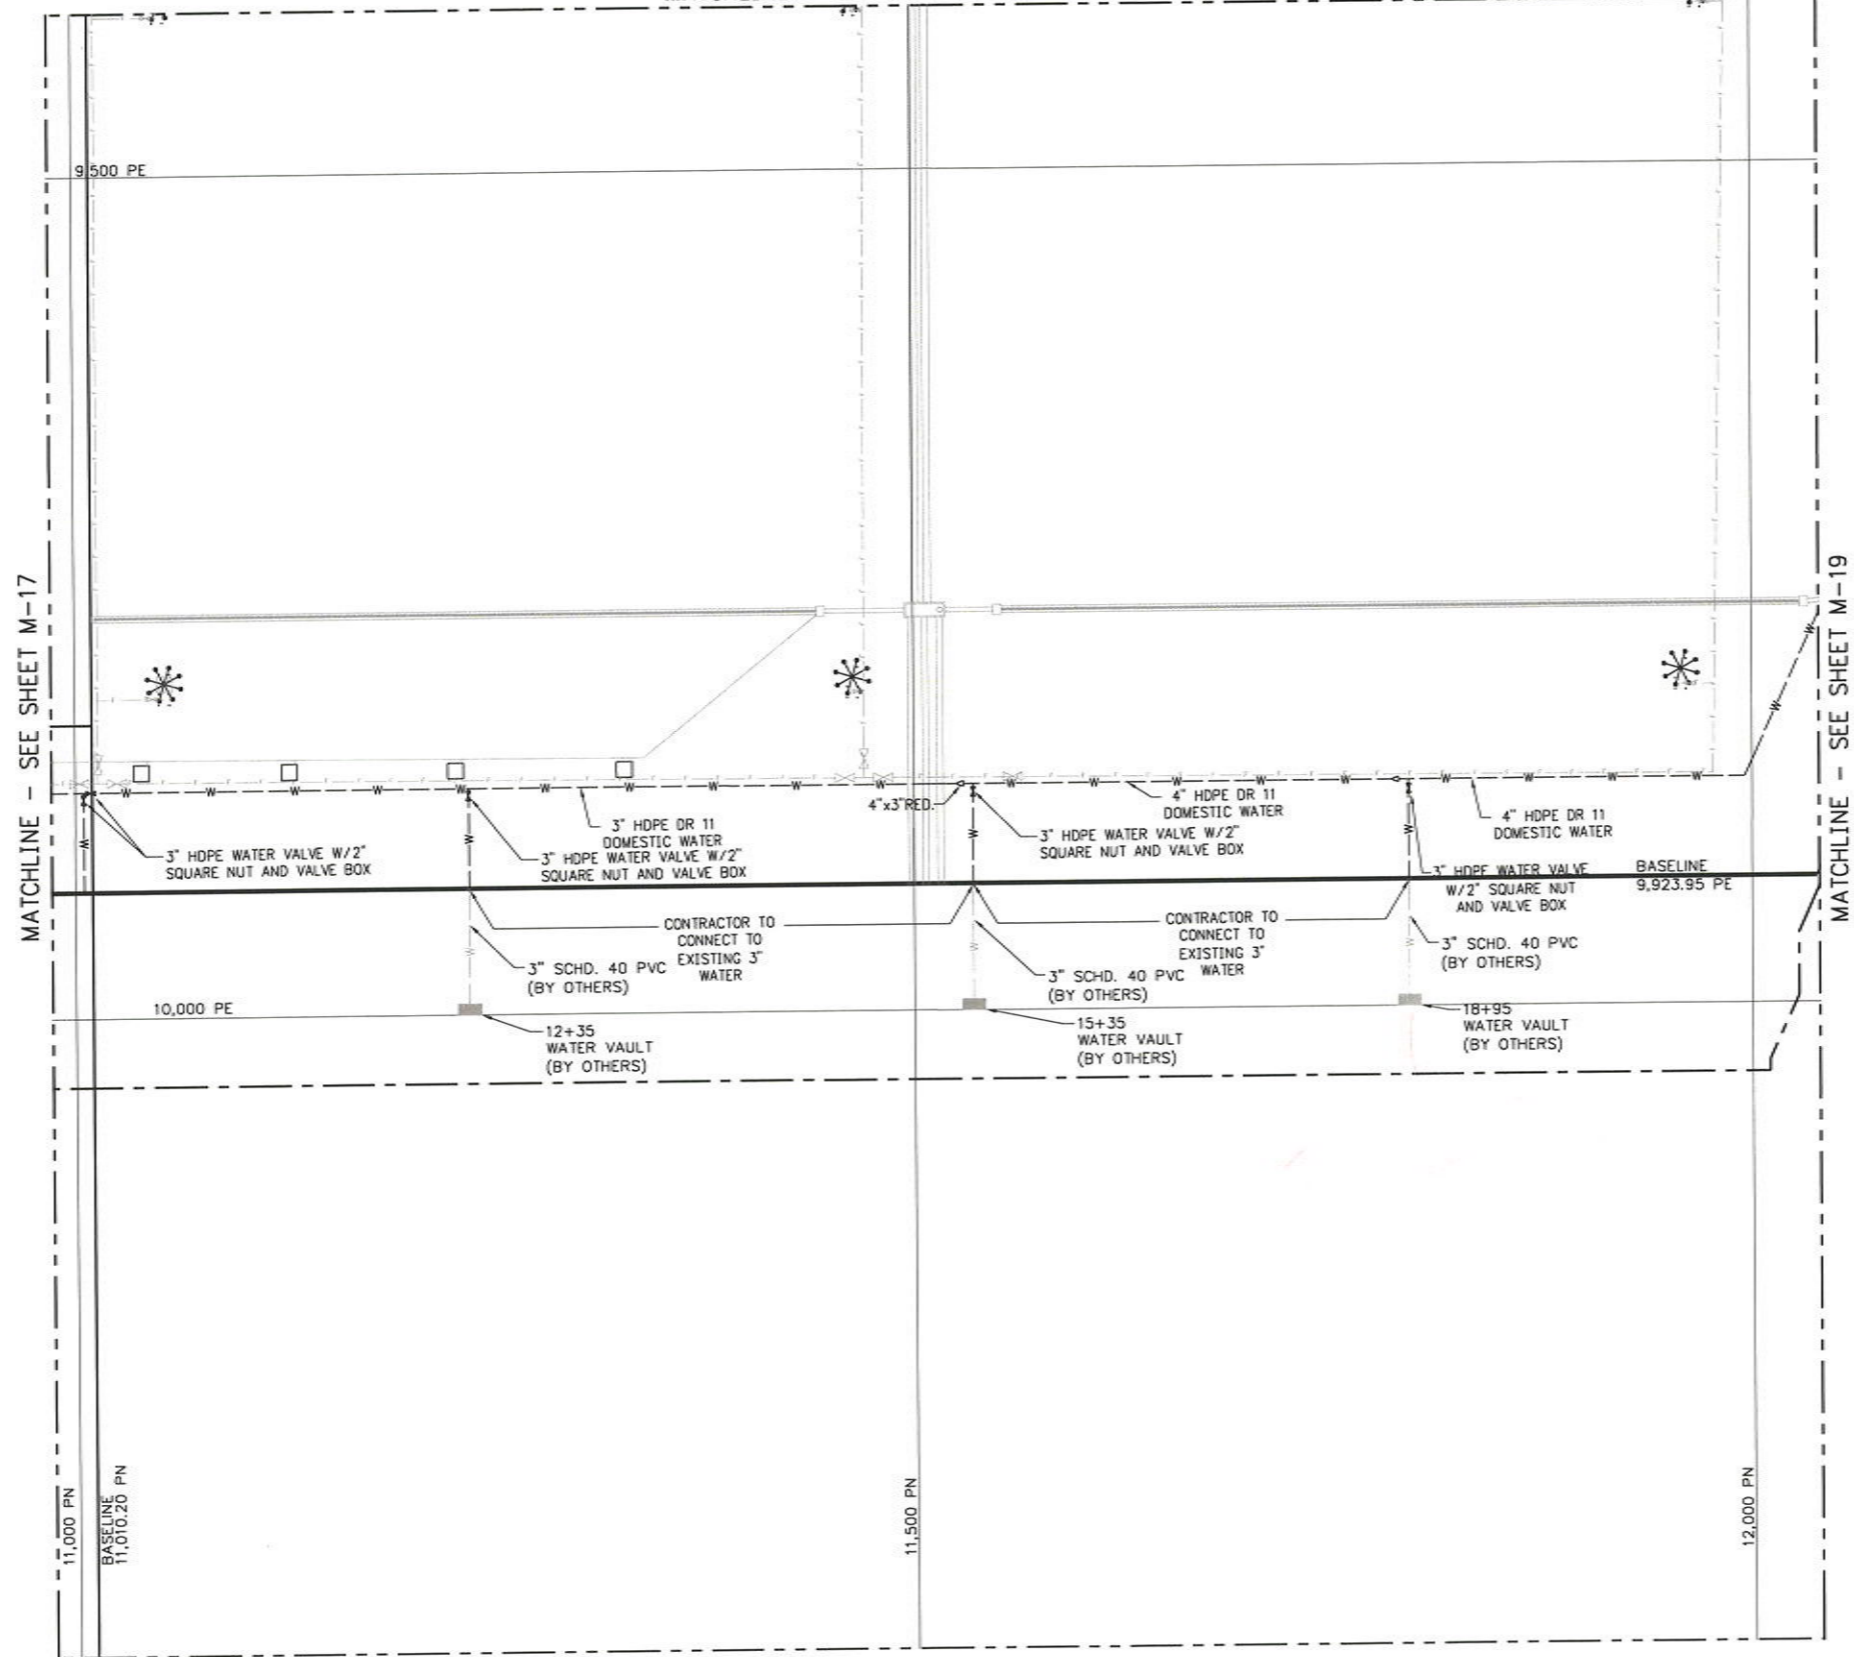 9,500 PE
MATCHLINE - SEE SHEET M-17
MATCHLINE - SEE SHEET M-19
4"x3"RED.
4" HDPE DR 11
DOMESTIC WATER
4" HDPE DR 11
DOMESTIC WATER
3" HDPE DR 11
DOMESTIC WATER
3" HDPE WATER VALVE W/2"
SQUARE NUT AND VALVE BOX
3" HDPE WATER VALVE W/2"
SQUARE NUT AND VALVE BOX
3" HDPE WATER VALVE W/2"
SQUARE NUT AND VALVE BOX
3" HDPE WATER VALVE
W/2" SQUARE NUT
AND VALVE BOX
BASELINE
9,923.95 PE
CONTRACTOR TO
CONNECT TO
EXISTING 3"
WATER
CONTRACTOR TO
CONNECT TO
EXISTING 3"
WATER
3" SCHD. 40 PVC
(BY OTHERS)
3" SCHD. 40 PVC
(BY OTHERS)
3" SCHD. 40 PVC
(BY OTHERS)
10,000 PE
12+35
WATER VAULT
(BY OTHERS)
15+35
WATER VAULT
(BY OTHERS)
18+95
WATER VAULT
(BY OTHERS)
11,000 PN
BASELINE
11,010.20 PN
11,500 PN
12,000 PN